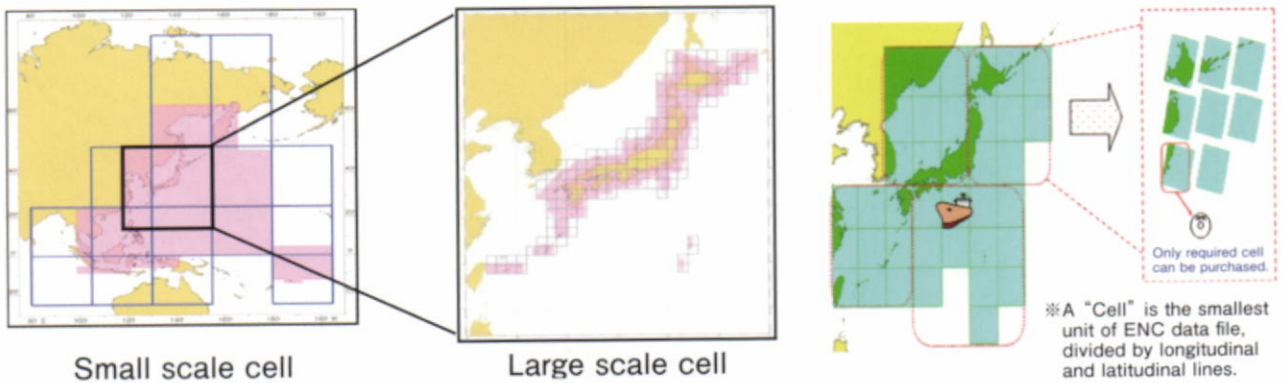 Small scale cell
Large scale cell
Only required cell
can be purchased.
※A “Cell” is the smallest
unit of ENC data file,
divided by longitudinal
and latitudinal lines.